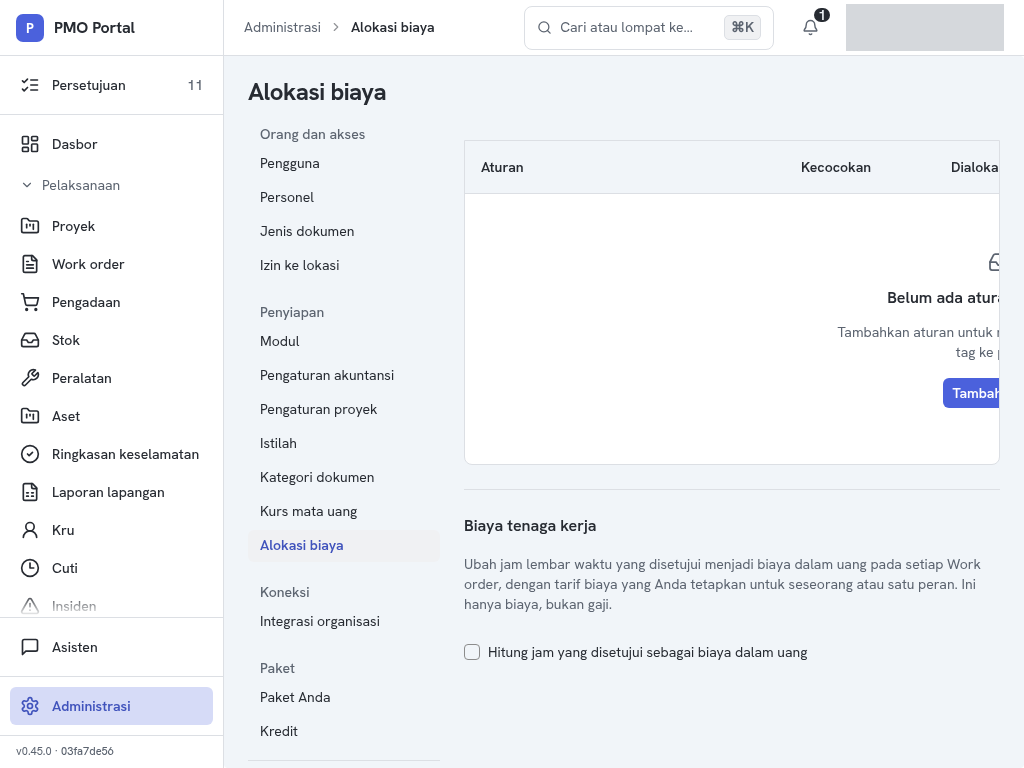 P PMO Portal
Administrasi > Alokasi biaya
Cari atau lompat ke... ⌘K
1
Persetujuan 11
Dasbor
Pelaksanaan
Proyek
Work order
Pengadaan
Stok
Peralatan
Aset
Ringkasan keselamatan
Laporan lapangan
Kru
Cuti
Insiden
Asisten
Administrasi
v0.45.0 · 03fa7de56
Alokasi biaya
Orang dan akses
Pengguna
Personel
Jenis dokumen
Izin ke lokasi
Penyiapan
Modul
Pengaturan akuntansi
Pengaturan proyek
Istilah
Kategori dokumen
Kurs mata uang
Alokasi biaya
Koneksi
Integrasi organisasi
Paket
Paket Anda
Kredit
Aturan Kecocokan
Belum ada
Tambahkan aturan untuk
tag ke
Biaya tenaga kerja
Ubah jam lembar waktu yang disetujui menjadi biaya dalam uang pada setiap Work
order, dengan tarif biaya yang Anda tetapkan untuk seseorang atau satu peran. Ini
hanya biaya, bukan gaji.
Hitung jam yang disetujui sebagai biaya dalam uang